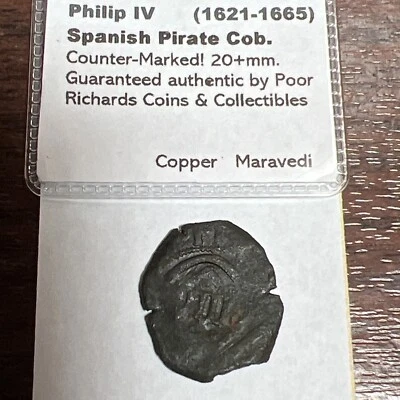 Philip IV (1621-1665)
Spanish Pirate Cob.
Counter-Marked! 20+mm.
Guaranteed authentic by Poor
Richards Coins & Collectibles
Copper Maravedi